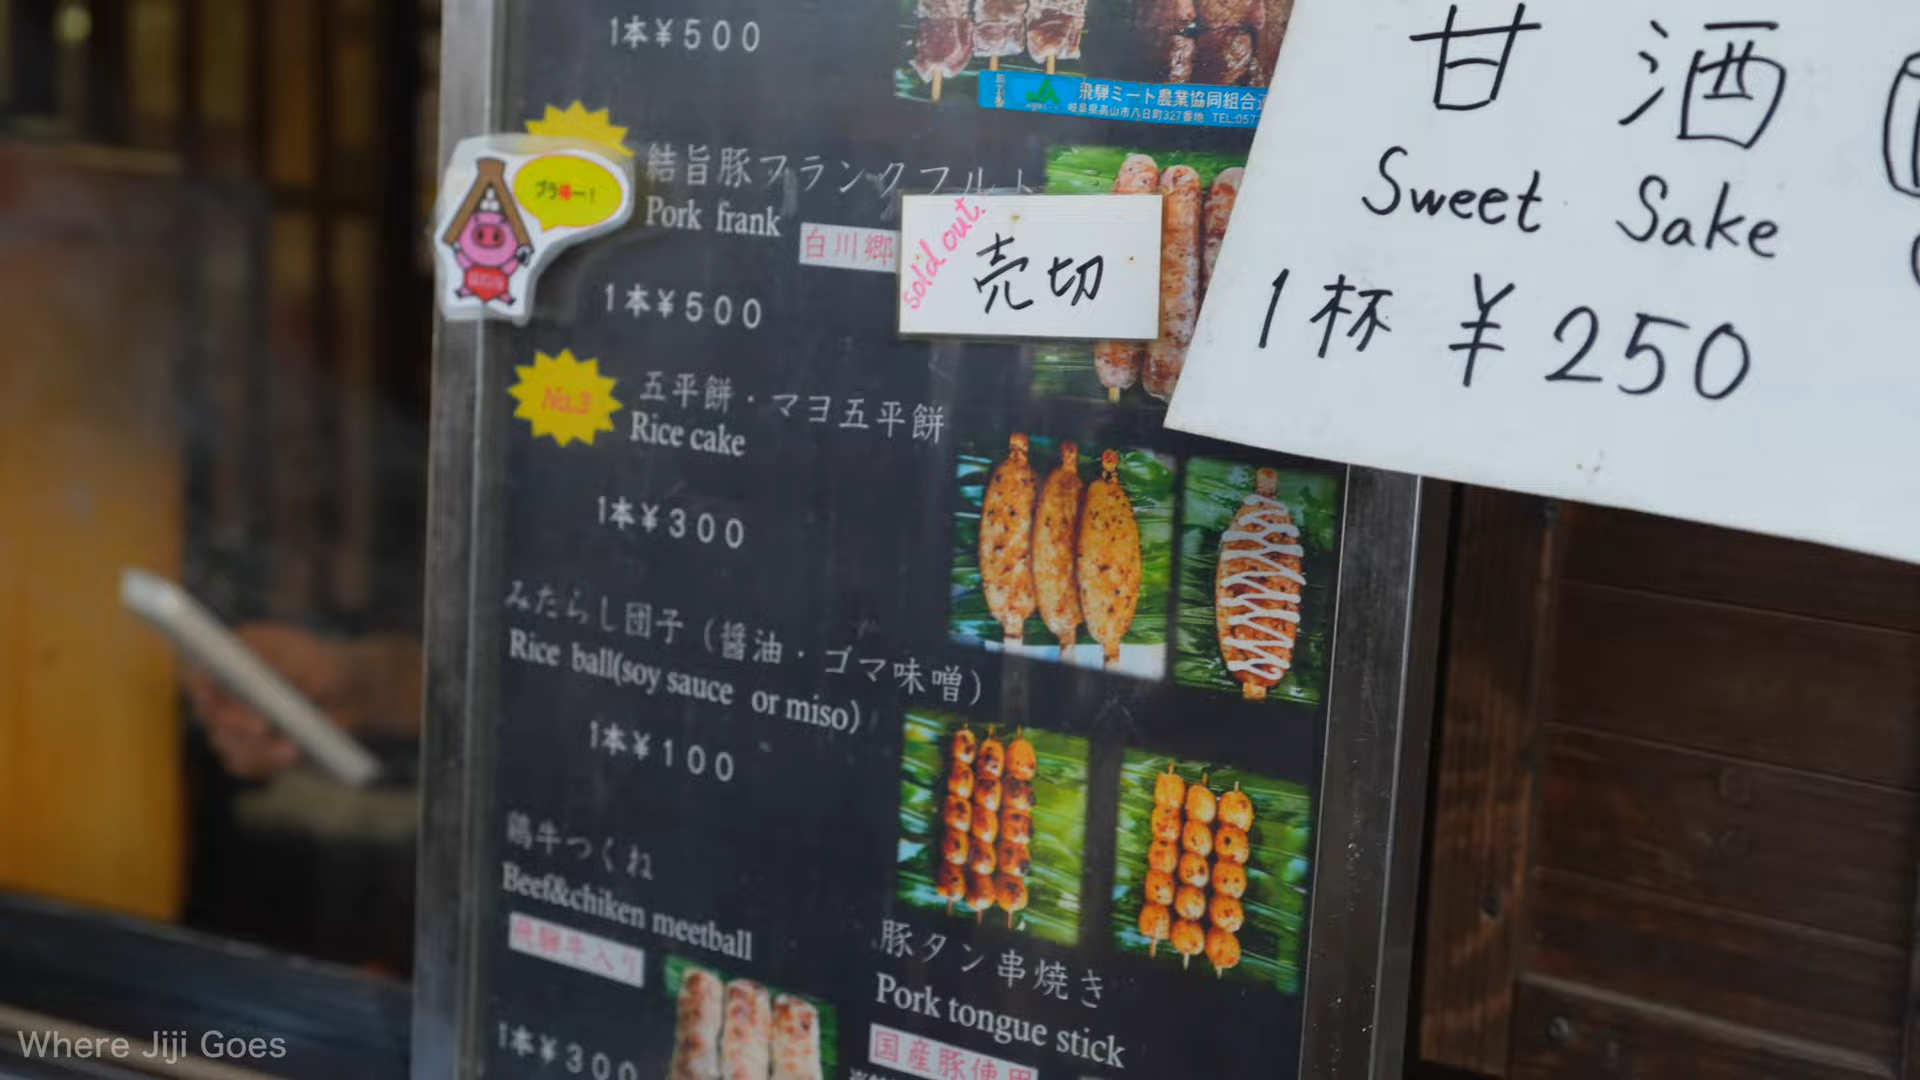 1本￥500
飛騨ミート農業協同組合
岐阜県高山市八日町327番地 TEL:057
結旨豚フランクフルト
Pork frank
白川郷
sold out.
売切
1本￥500
No.3
五平餅・マヨ五平餅
Rice cake
1本￥300
みたらし団子（醤油・ゴマ味噌）
Rice ball(soy sauce or miso)
1本￥100
鶏牛つくね
Beef&chiken meetball
飛騨牛入り
1本￥300
豚タン串焼き
Pork tongue stick
国産豚使用
甘酒
Sweet Sake
1杯 ￥250
Where Jiji Goes